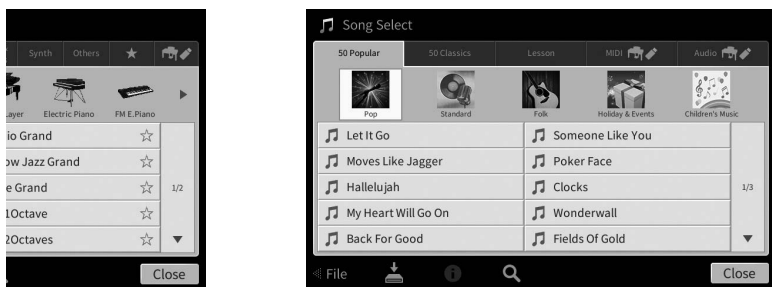 Synth Others
Layer Electric Piano FM E.Piano
io Grand
ow Jazz Grand
e Grand
1/2
1Octave
2Octaves
Close
Song Select
50 Popular 50 Classics Lesson MIDI Audio
Pop Standard Folk Holiday & Events Children's Music
Let It Go Someone Like You
Moves Like Jagger Poker Face
Hallelujah Clocks 1/3
My Heart Will Go On Wonderwall
Back For Good Fields Of Gold
File
Close